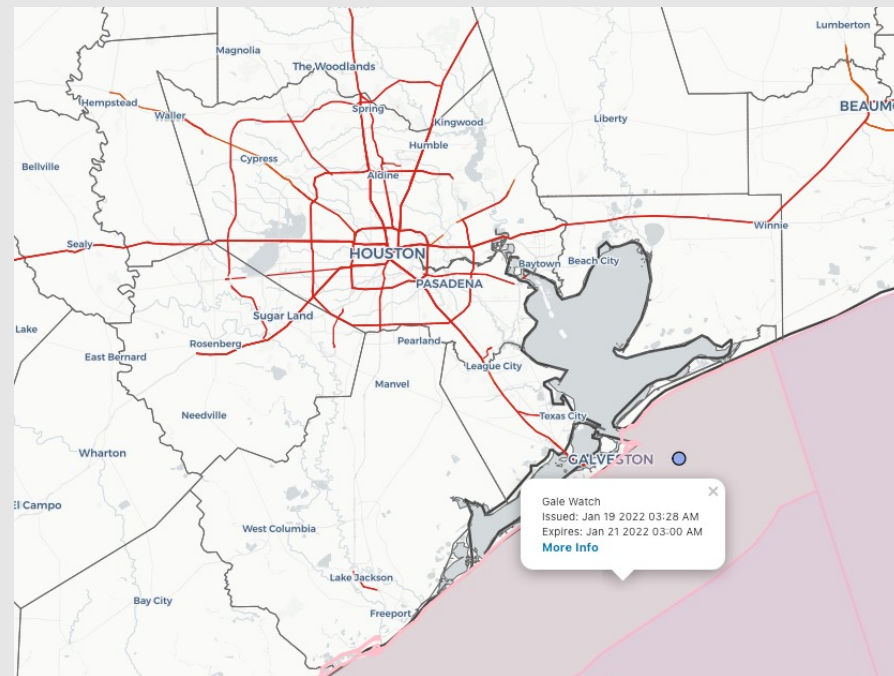 Magnolia
Lumberton
The Woodlands
Hempstead
Spring
BEAUM
Waller
Kingwood
Liberty
Humble
Cypress
Bellville
Aldine
Winnie
Sealy
HOUSTON
Baytown
Beach City
PASADENA
Sugar Land
Lake
Rosenberg
Pearland
East Bernard
League City
Manvel
Needville
Texas City
Wharton
GALVESTON
Gale Watch
×
Issued: Jan 19 2022 03:28 AM
Expires: Jan 21 2022 03:00 AM
More Info
El Campo
West Columbia
Lake Jackson
Bay City
Freeport